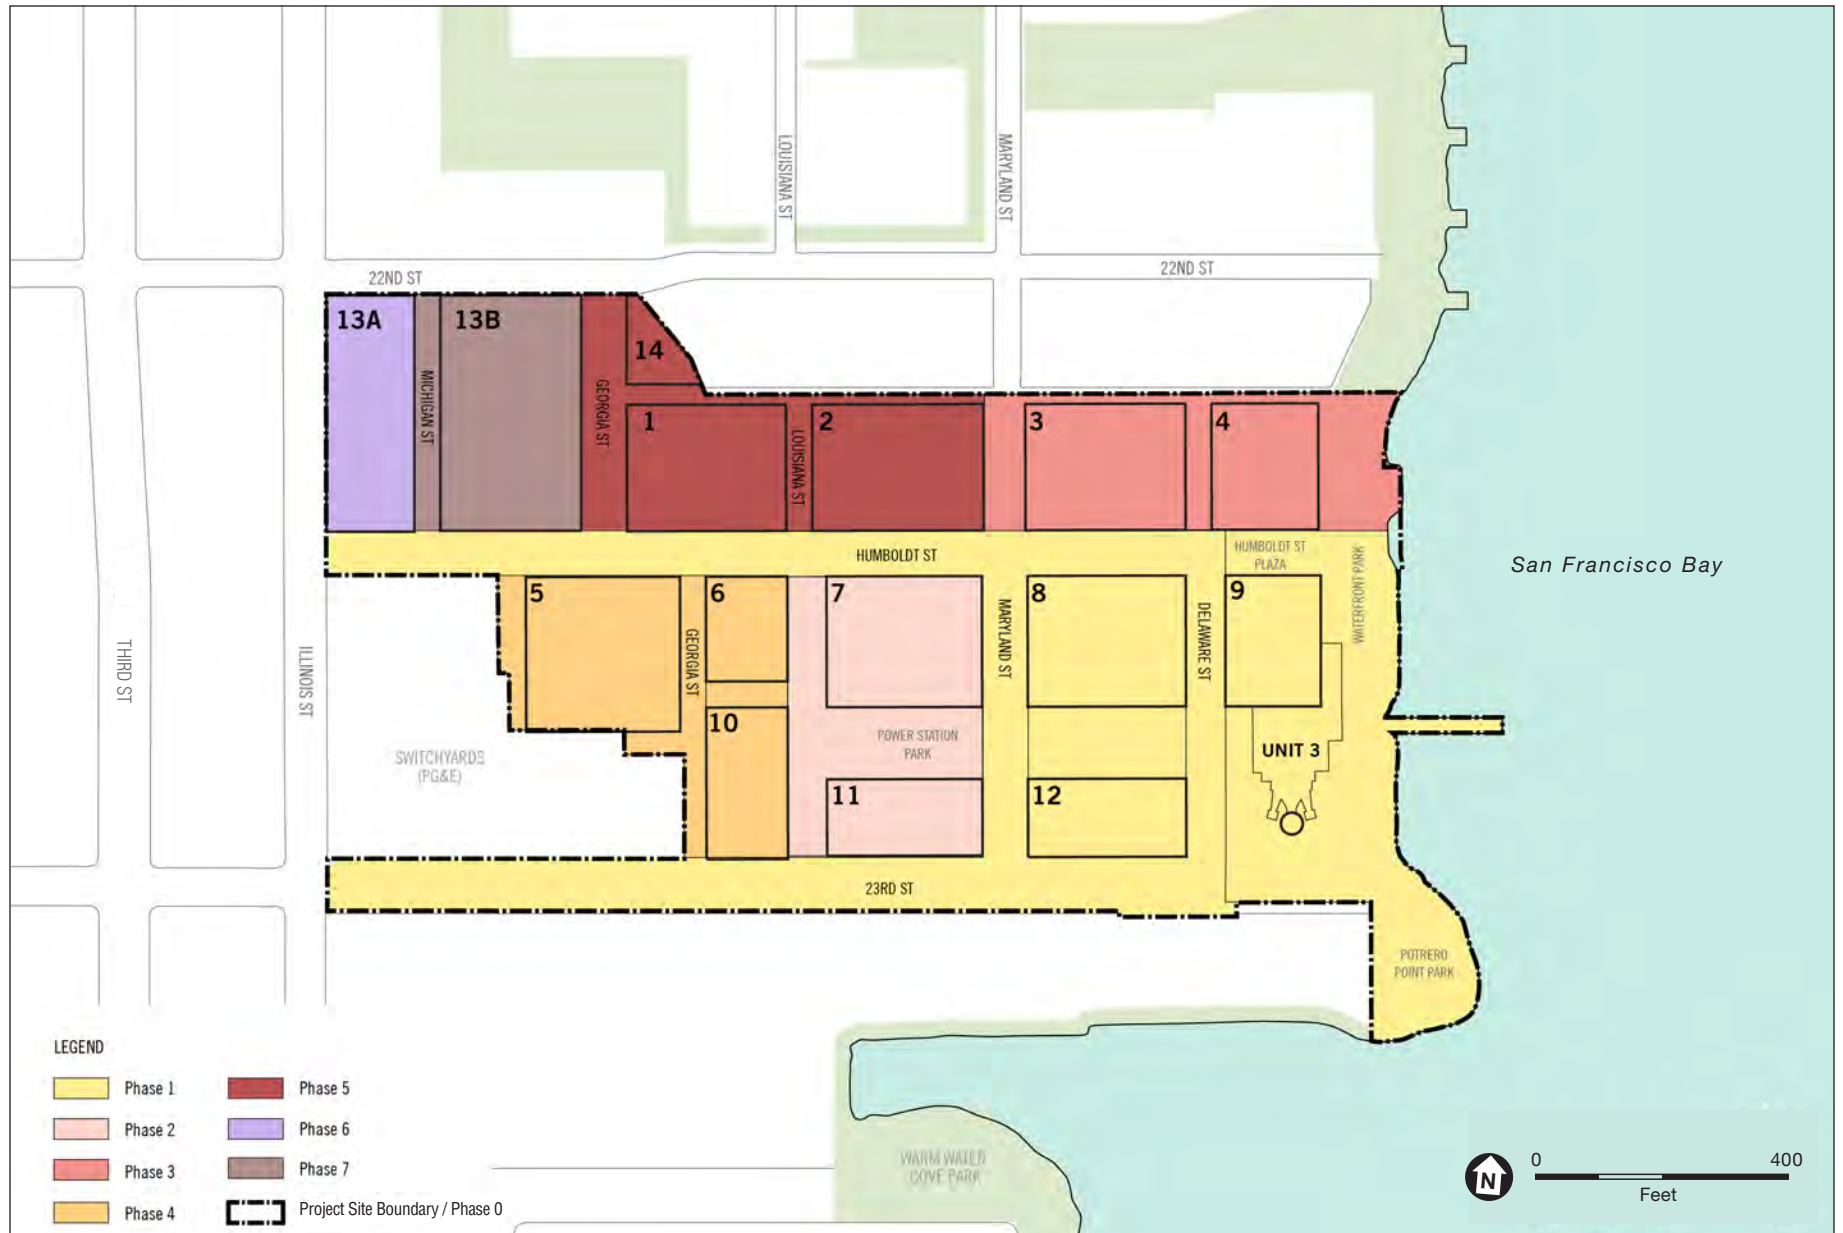 LOUISIANA ST
MARYLAND ST
22ND ST
22ND ST
13A
13B
14
MICHIGAN ST
GEORGIA ST
1
LOUISIANA ST
2
3
4
HUMBOLDT ST
HUMBOLDT ST
PLAZA
WATERFRONT PARK
San Francisco Bay
THIRD ST
ILLINOIS ST
5
GEORGIA ST
6
7
MARYLAND ST
8
DELAWARE ST
9
10
POWER STATION
PARK
UNIT 3
SWITCHYARDS
(PG&E)
11
12
23RD ST
POTRERO
POINT PARK
LEGEND
Phase 1
Phase 2
Phase 3
Phase 4
Phase 5
Phase 6
Phase 7
Project Site Boundary / Phase 0
WARM WATER
COVE PARK
N
0 400
Feet